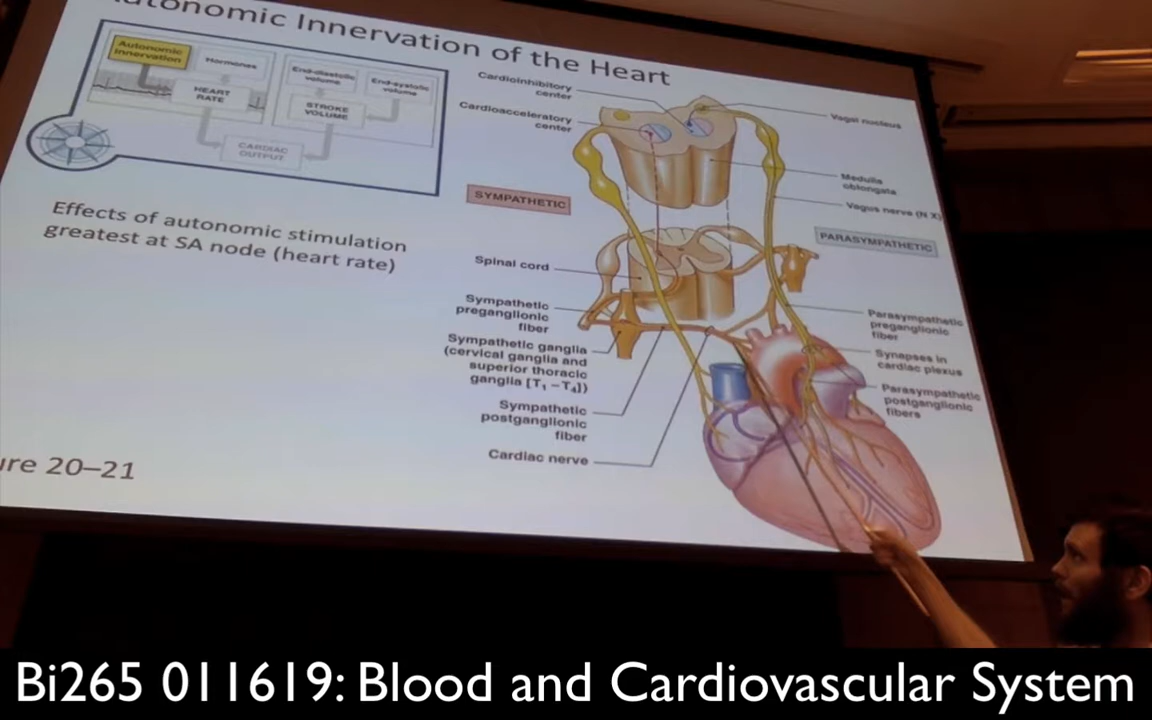 Autonomic Innervation of the Heart
Autonomic
Innervation
Hormones
End-diastolic
volume
End-systolic
volume
HEART
RATE
STROKE
VOLUME
CARDIAC
OUTPUT
Effects of autonomic stimulation
greatest at SA node (heart rate)
ure 20–21
Cardioinhibitory
center
Cardioacceleratory
center
SYMPATHETIC
Spinal cord
Sympathetic
preganglionic
fiber
Sympathetic ganglia
(cervical ganglia and
superior thoracic
ganglia [T1 – T4])
Sympathetic
postganglionic
fiber
Cardiac nerve
Vagal nucleus
Medulla
oblongata
Vagus nerve (N X)
PARASYMPATHETIC
Parasympathetic
preganglionic
fiber
Synapses in
cardiac plexus
Parasympathetic
postganglionic
fibers
Bi265 011619: Blood and Cardiovascular System